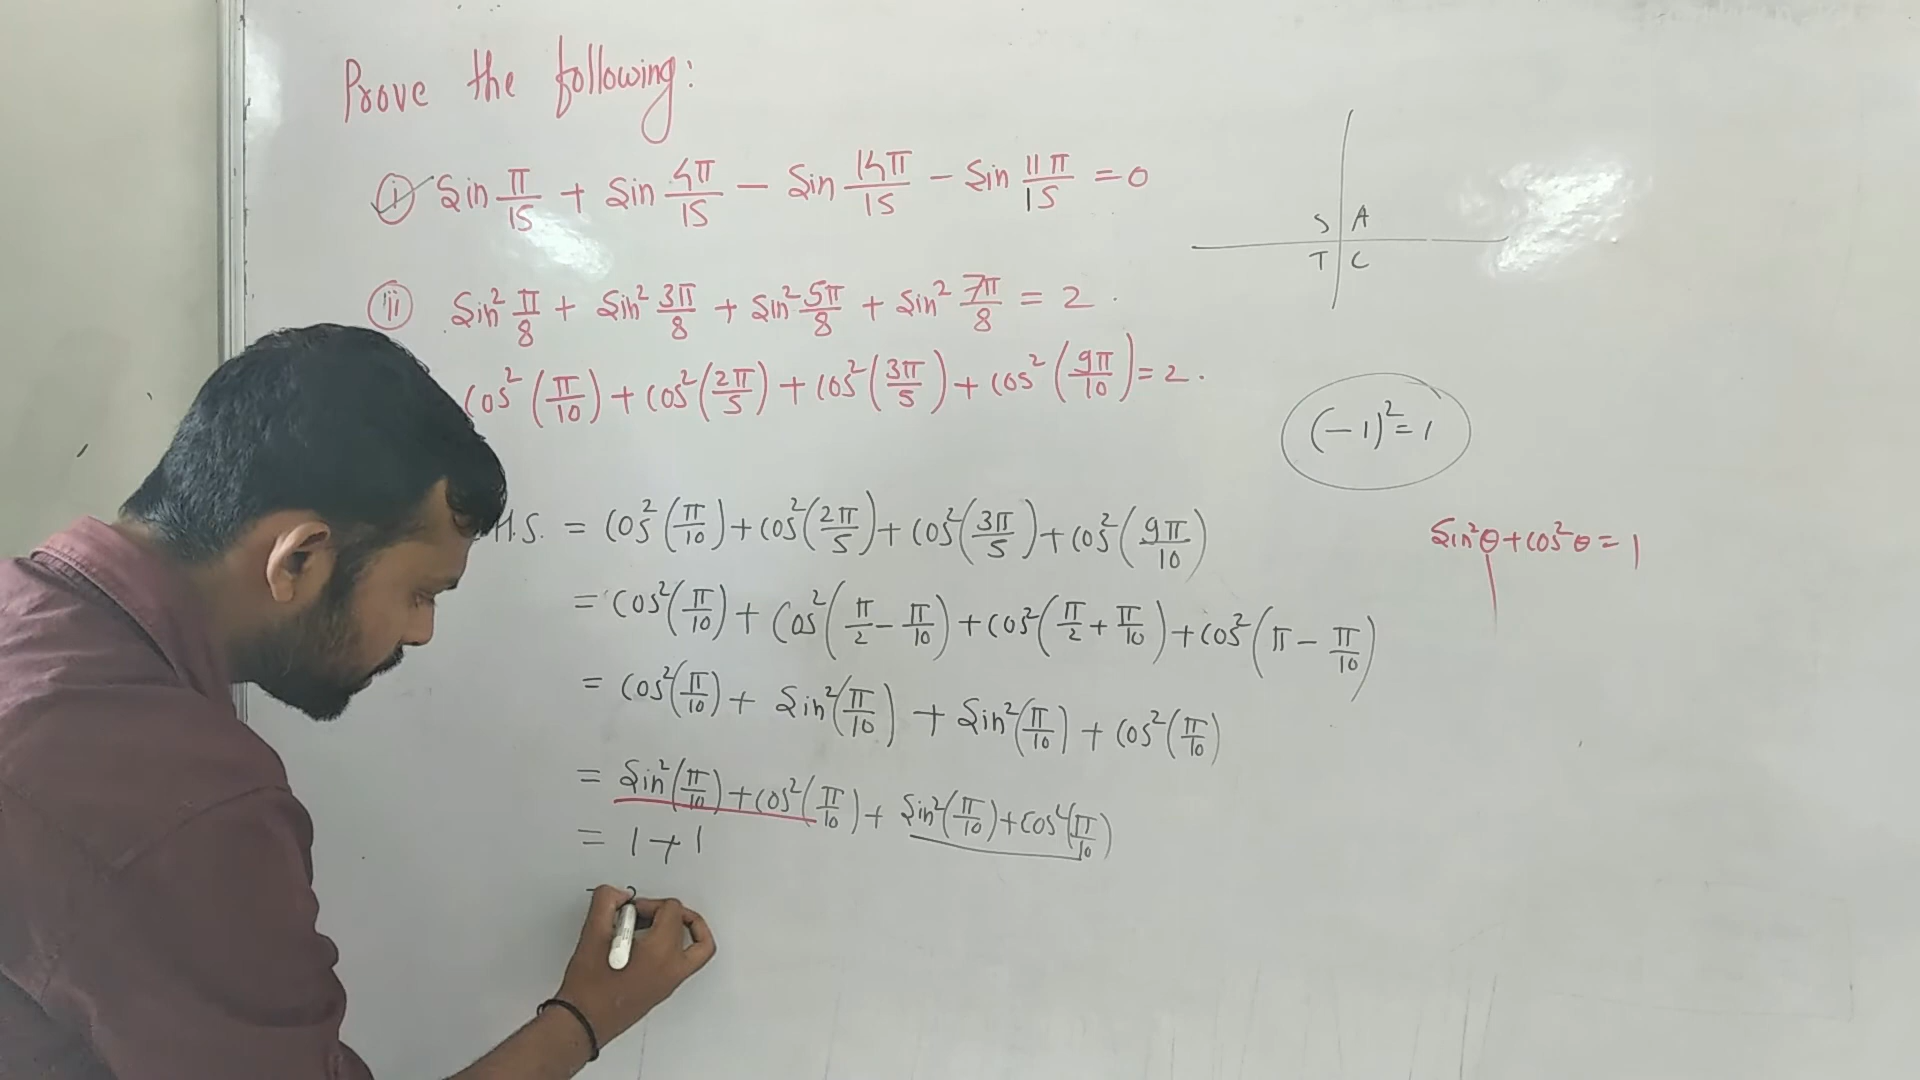 Prove the following:
(i) Sin π/15 + Sin 4π/15 − Sin 14π/15 − Sin 11π/15 = 0
S A
T C
(ii) Sin² π/8 + Sin² 3π/8 + Sin² 5π/8 + Sin² 7π/8 = 2.
Cos² (π/10) + Cos² (2π/5) + Cos² (3π/5) + Cos² (9π/10) = 2.
(−1)² = 1
H.S. = Cos² (π/10) + Cos² (2π/5) + Cos² (3π/5) + Cos² (9π/10)
Sin²θ + Cos²θ = 1
= Cos² (π/10) + Cos² (π/2 − π/10) + Cos² (π/2 + π/10) + Cos² (π − π/10)
= Cos² (π/10) + Sin² (π/10) + Sin² (π/10) + Cos² (π/10)
= Sin² (π/10) + Cos² (π/10) + Sin² (π/10) + Cos² (π/10)
= 1 + 1